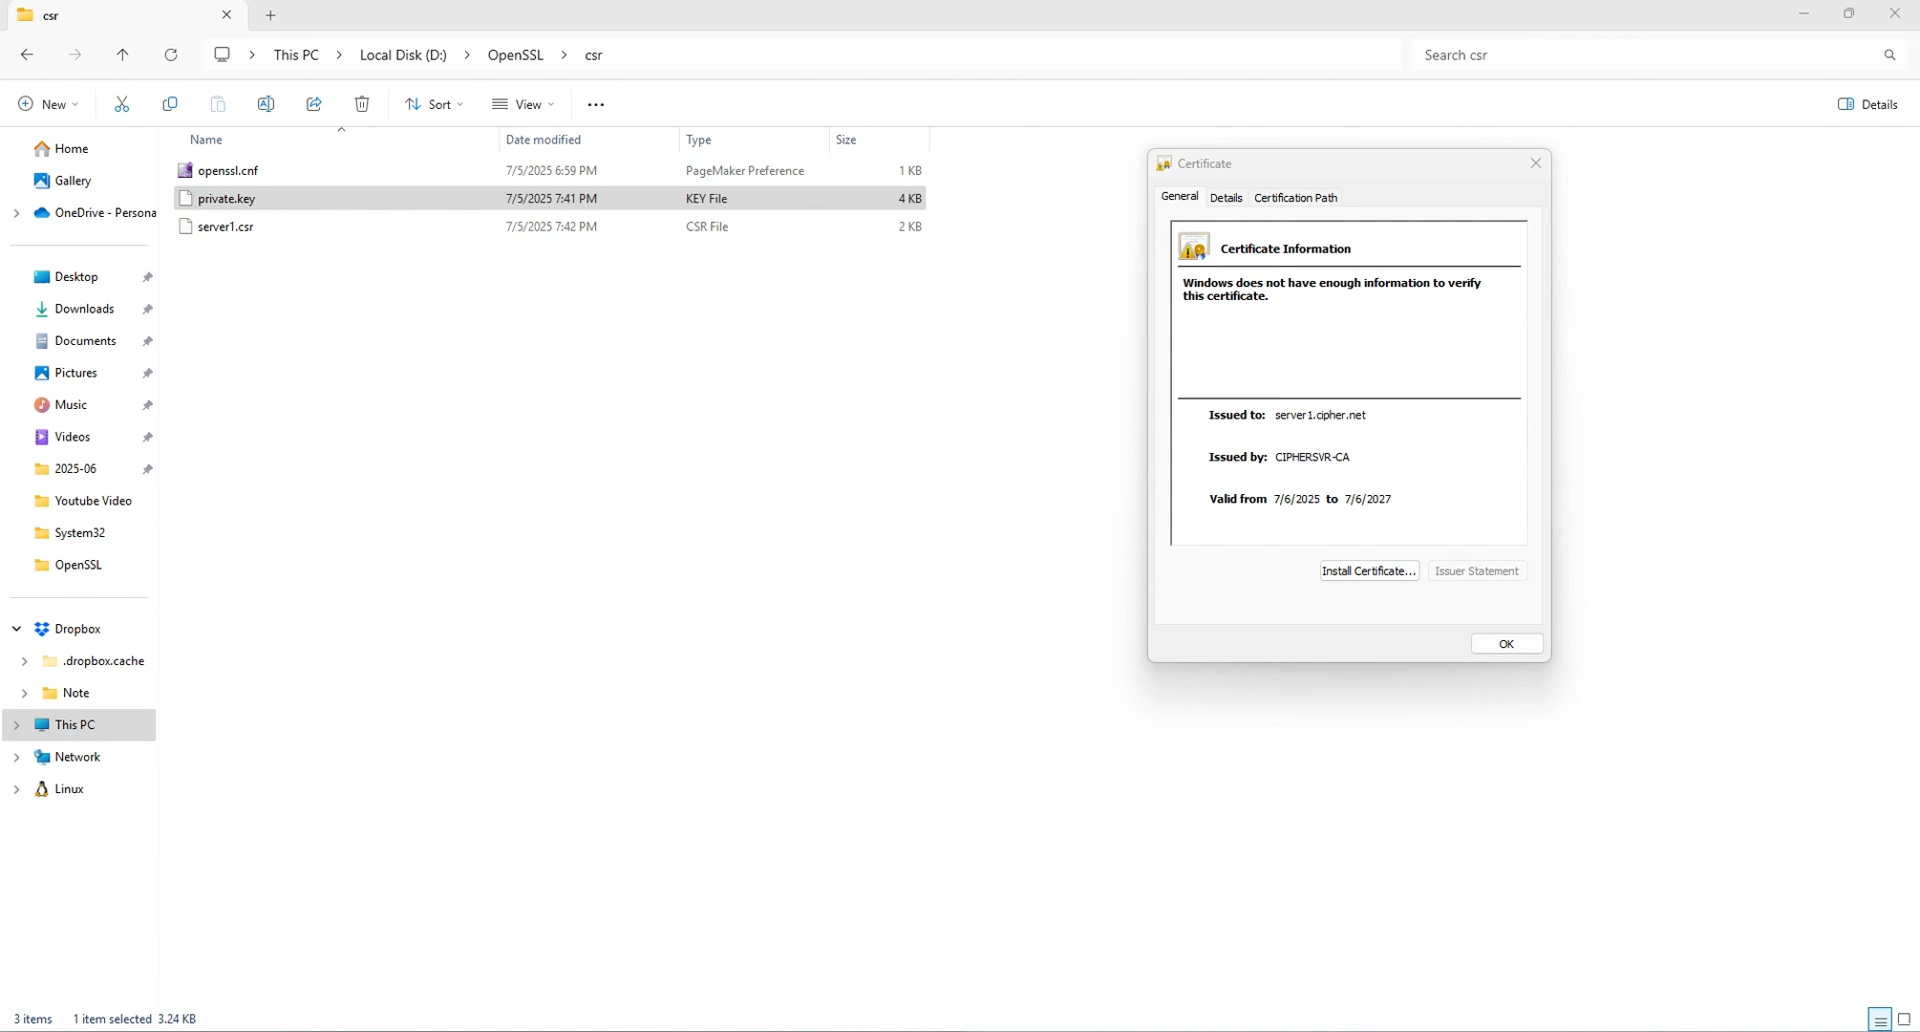 csr
This PC
Local Disk (D:)
OpenSSL
csr
Search csr
New
Sort
View
Details
Name
Date modified
Type
Size
openssl.cnf
7/5/2025 6:59 PM
PageMaker Preference
1 KB
private.key
7/5/2025 7:41 PM
KEY File
4 KB
server1.csr
7/5/2025 7:42 PM
CSR File
2 KB
Home
Gallery
OneDrive - Persona
Desktop
Downloads
Documents
Pictures
Music
Videos
2025-06
Youtube Video
System32
OpenSSL
Dropbox
.dropbox.cache
Note
This PC
Network
Linux
Certificate
General
Details
Certification Path
Certificate Information
Windows does not have enough information to verify
this certificate.
Issued to: server1.cipher.net
Issued by: CIPHERSVR-CA
Valid from 7/6/2025 to 7/6/2027
Install Certificate...
Issuer Statement
OK
3 items
1 item selected 3.24 KB